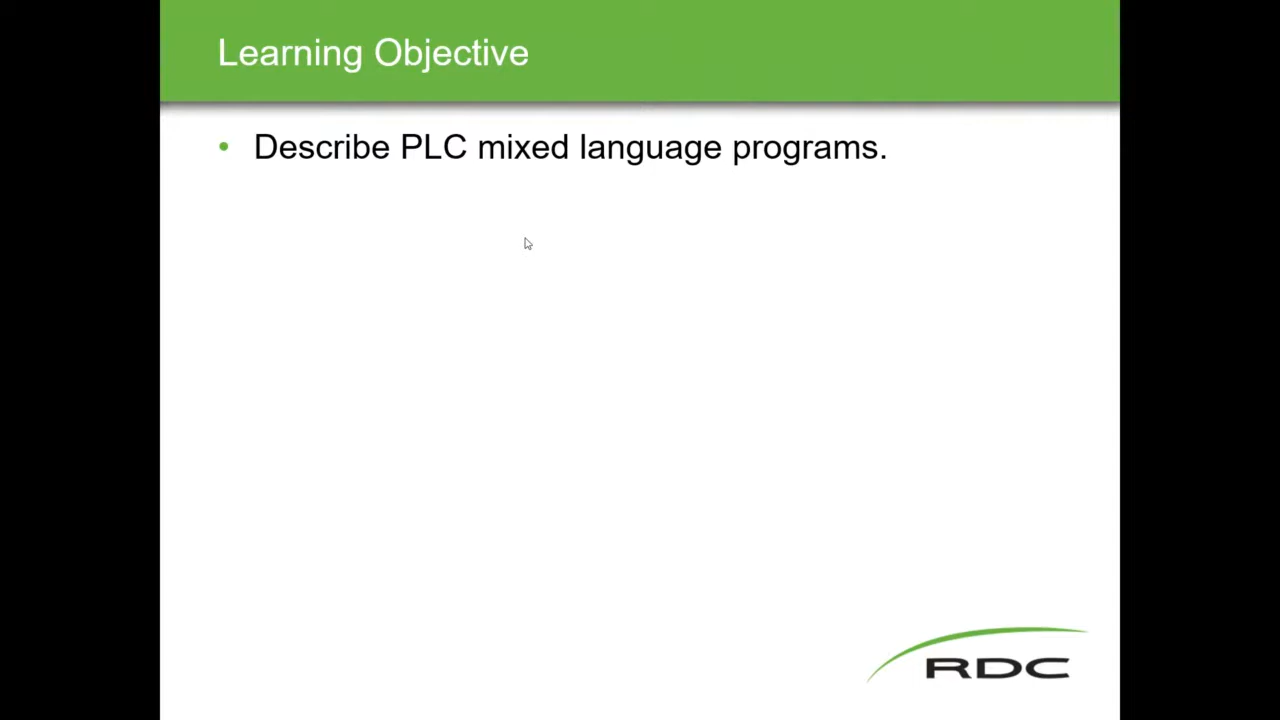 Learning Objective
• Describe PLC mixed language programs.
RDC